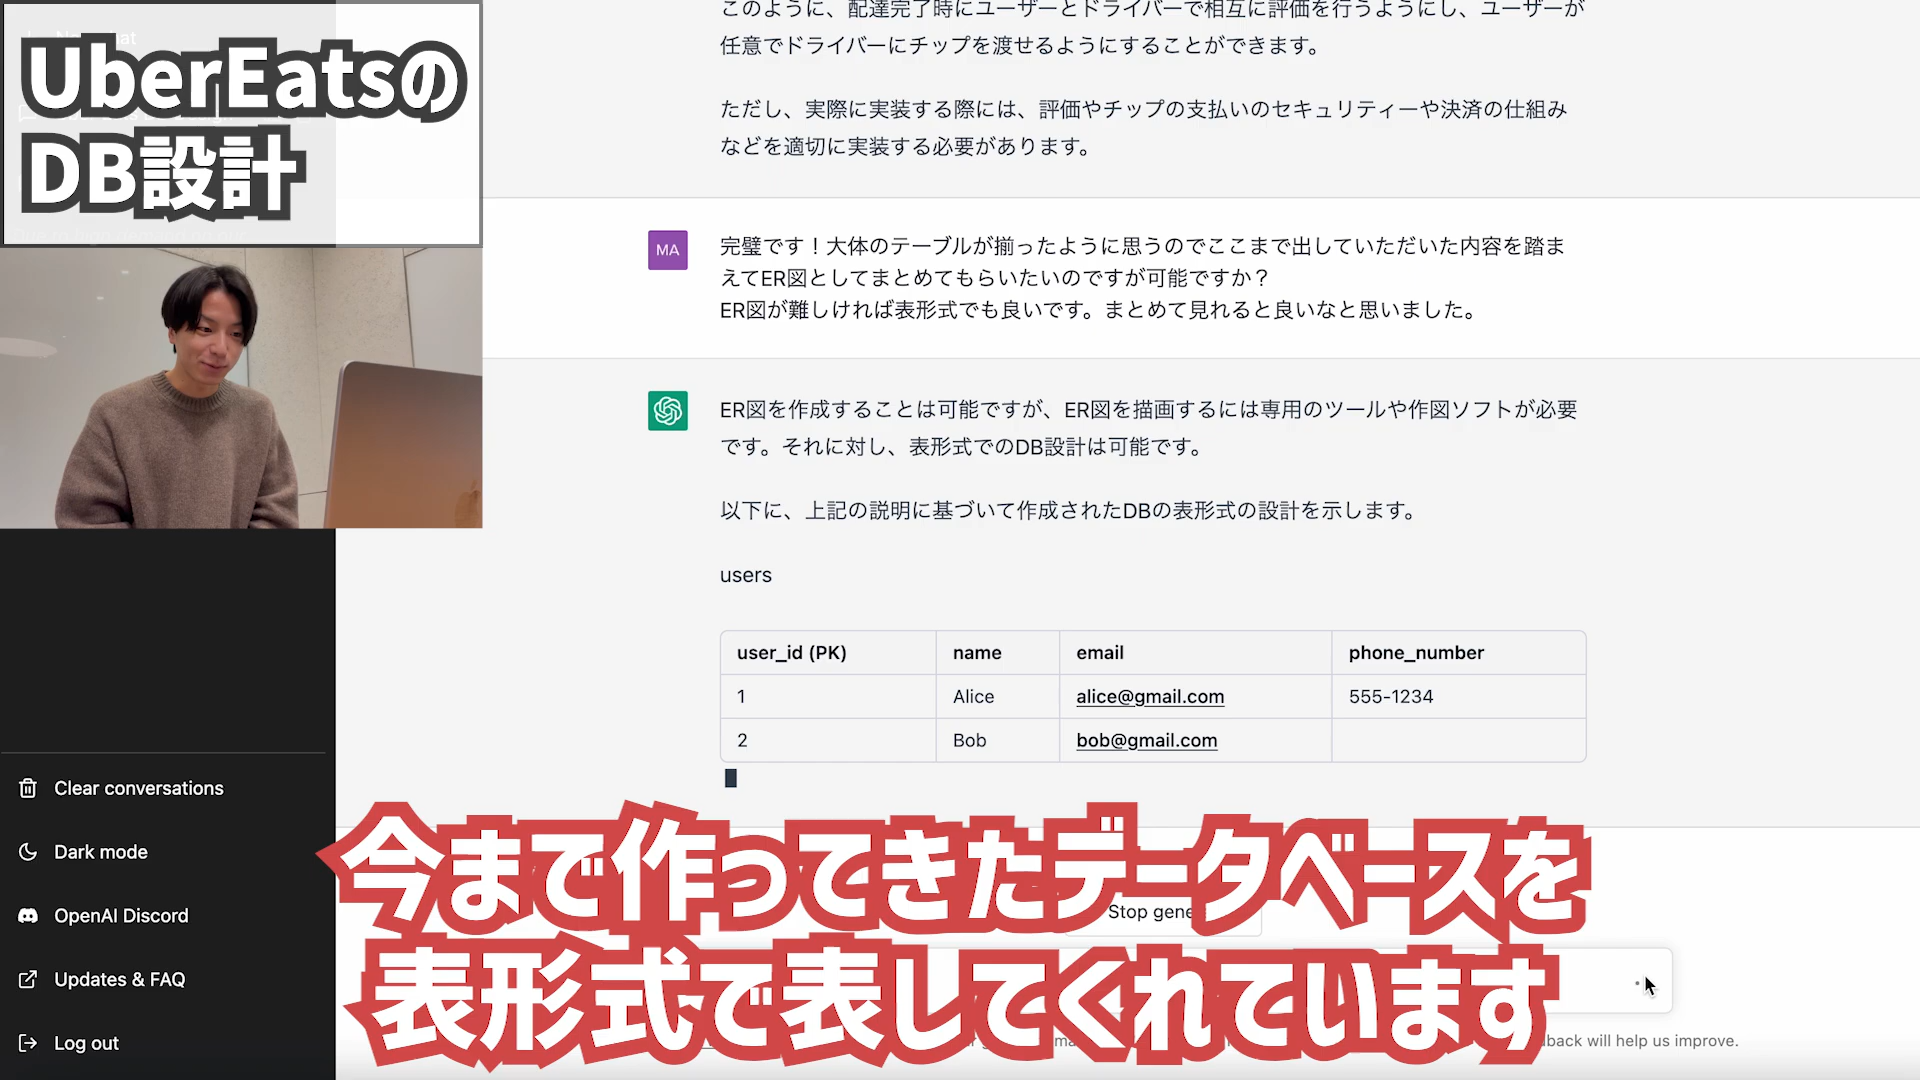 UberEatsの
DB設計
このように、配達完了時にユーザーとドライバーで相互に評価を行うようにし、ユーザーが
任意でドライバーにチップを渡せるようにすることができます。
ただし、実際に実装する際には、評価やチップの支払いのセキュリティーや決済の仕組み
などを適切に実装する必要があります。
MA
完璧です！大体のテーブルが揃ったように思うのでここまで出していただいた内容を踏ま
えてER図としてまとめてもらいたいのですが可能ですか？
ER図が難しければ表形式でも良いです。まとめて見れると良いなと思いました。
ER図を作成することは可能ですが、ER図を描画するには専用のツールや作図ソフトが必要
です。それに対し、表形式でのDB設計は可能です。
以下に、上記の説明に基づいて作成されたDBの表形式の設計を示します。
users
user_id (PK) name email phone_number
1 Alice alice@gmail.com 555-1234
2 Bob bob@gmail.com
Clear conversations
Dark mode
OpenAI Discord
Updates & FAQ
Log out
今まで作ってきたデータベースを
Stop gene
表形式で表してくれています
back will help us improve.